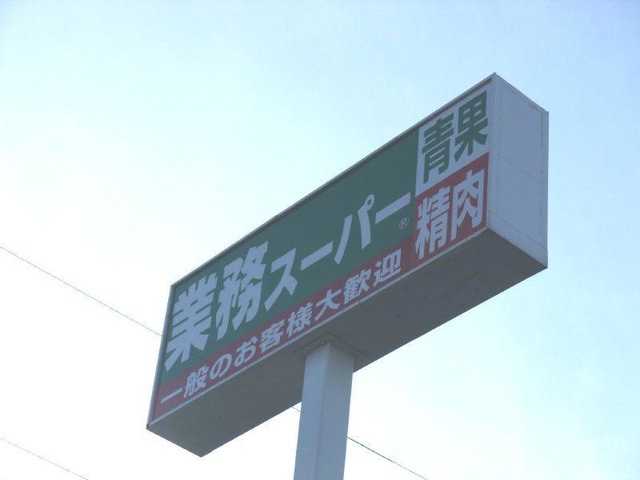 業務スーパー®
一般のお客様大歓迎
青果
精肉